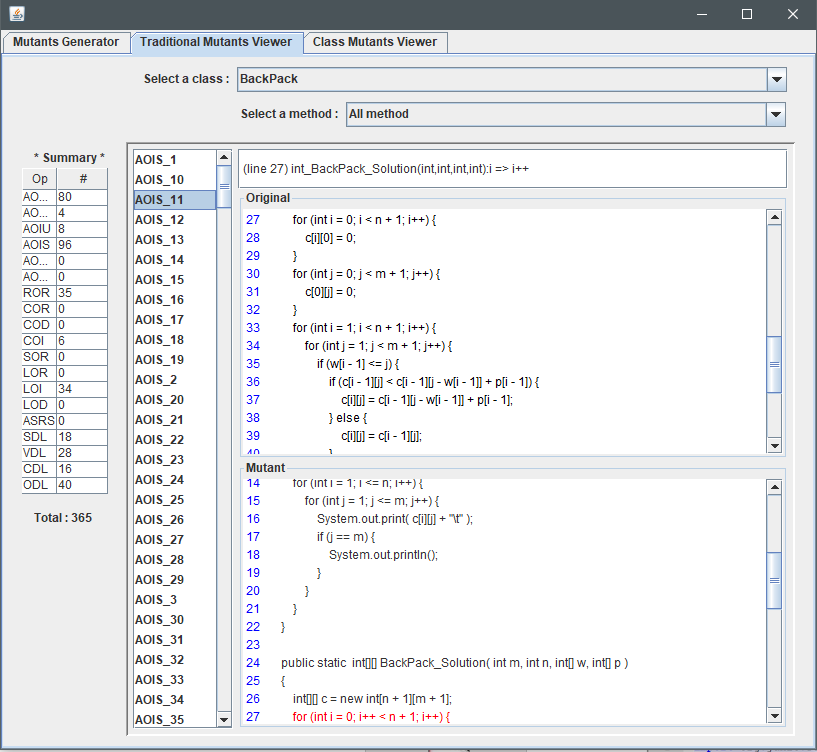 Mutants Generator
Traditional Mutants Viewer
Class Mutants Viewer
Select a class :
BackPack
Select a method :
All method
* Summary *
Op #
AO... 80
AO... 4
AOIU 8
AOIS 96
AO... 0
AO... 0
ROR 35
COR 0
COD 0
COI 6
SOR 0
LOR 0
LOI 34
LOD 0
ASRS 0
SDL 18
VDL 28
CDL 16
ODL 40
Total : 365
AOIS_1
AOIS_10
AOIS_11
AOIS_12
AOIS_13
AOIS_14
AOIS_15
AOIS_16
AOIS_17
AOIS_18
AOIS_19
AOIS_2
AOIS_20
AOIS_21
AOIS_22
AOIS_23
AOIS_24
AOIS_25
AOIS_26
AOIS_27
AOIS_28
AOIS_29
AOIS_3
AOIS_30
AOIS_31
AOIS_32
AOIS_33
AOIS_34
AOIS_35
(line 27) int_BackPack_Solution(int,int,int,int):i => i++
Original
27 for (int i = 0; i < n + 1; i++) {
28 c[i][0] = 0;
29 }
30 for (int j = 0; j < m + 1; j++) {
31 c[0][j] = 0;
32 }
33 for (int i = 1; i < n + 1; i++) {
34 for (int j = 1; j < m + 1; j++) {
35 if (w[i - 1] <= j) {
36 if (c[i - 1][j] < c[i - 1][j - w[i - 1]] + p[i - 1]) {
37 c[i][j] = c[i - 1][j - w[i - 1]] + p[i - 1];
38 } else {
39 c[i][j] = c[i - 1][j];
40 }
Mutant
14 for (int i = 1; i <= n; i++) {
15 for (int j = 1; j <= m; j++) {
16 System.out.print( c[i][j] + "\t" );
17 if (j == m) {
18 System.out.println();
19 }
20 }
21 }
22 }
23
24 public static int[][] BackPack_Solution( int m, int n, int[] w, int[] p )
25 {
26 int[][] c = new int[n + 1][m + 1];
27 for (int i = 0; i++ < n + 1; i++) {